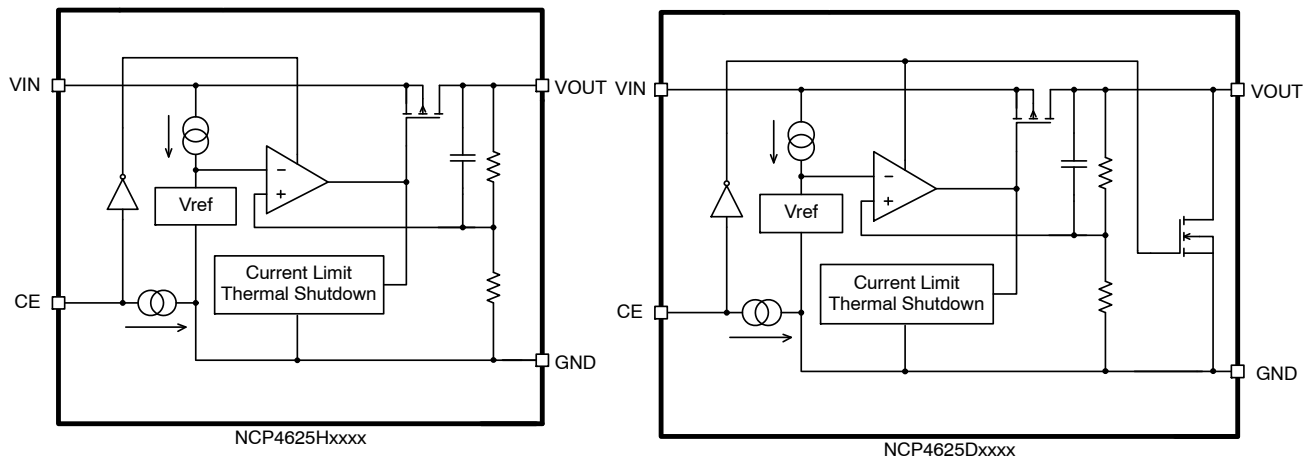 VIN
VOUT
−
+
Vref
Current Limit
Thermal Shutdown
CE
GND
NCP4625Hxxxx
VIN
VOUT
−
+
Vref
Current Limit
Thermal Shutdown
CE
GND
NCP4625Dxxxx